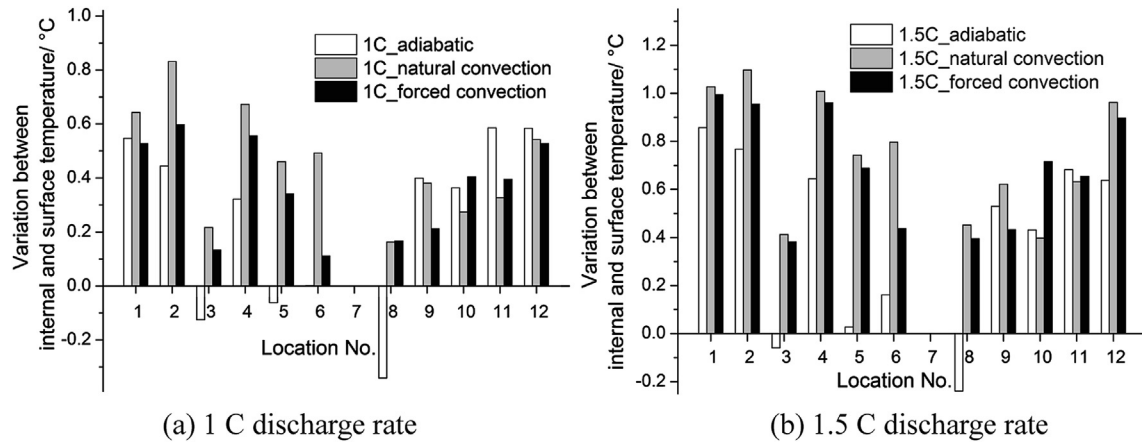 1.0
0.8
0.6
0.4
0.2
0.0
-0.2
Variation between
internal and surface temperature/ °C
1C_adiabatic
1C_natural convection
1C_forced convection
1 2 3 4 5 6 7 8 9 10 11 12
Location No.
(a) 1 C discharge rate
1.2
1.0
0.8
0.6
0.4
0.2
0.0
-0.2
Variation between
internal and surface temperature/ °C
1.5C_adiabatic
1.5C_natural convection
1.5C_forced convection
1 2 3 4 5 6 7 8 9 10 11 12
Location No.
(b) 1.5 C discharge rate